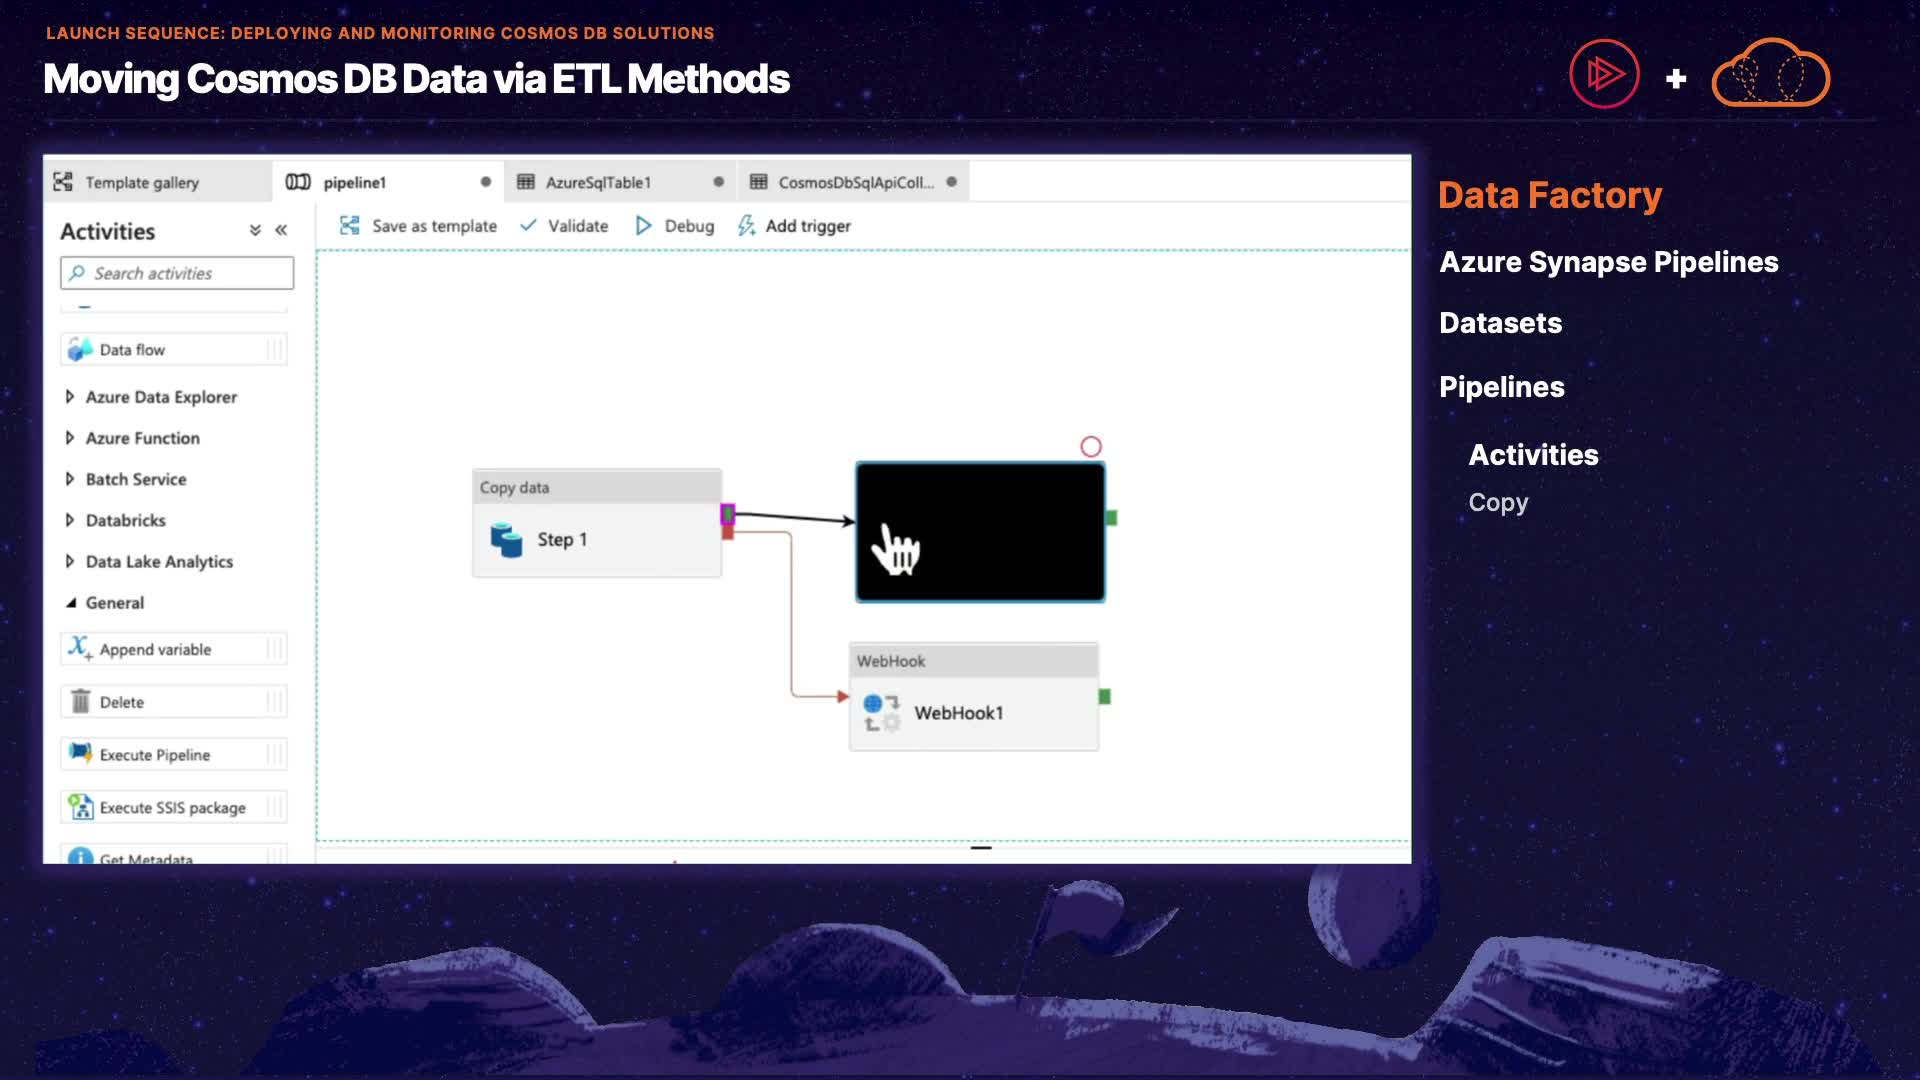 LAUNCH SEQUENCE: DEPLOYING AND MONITORING COSMOS DB SOLUTIONS
Moving Cosmos DB Data via ETL Methods
+
Template gallery
pipeline1
AzureSqlTable1
CosmosDbSqlApiColl...
Activities
Save as template
Validate
Debug
Add trigger
Search activities
Data flow
Azure Data Explorer
Azure Function
Batch Service
Databricks
Data Lake Analytics
General
Append variable
Delete
Execute Pipeline
Execute SSIS package
Get Metadata
Copy data
Step 1
WebHook
WebHook1
Data Factory
Azure Synapse Pipelines
Datasets
Pipelines
Activities
Copy